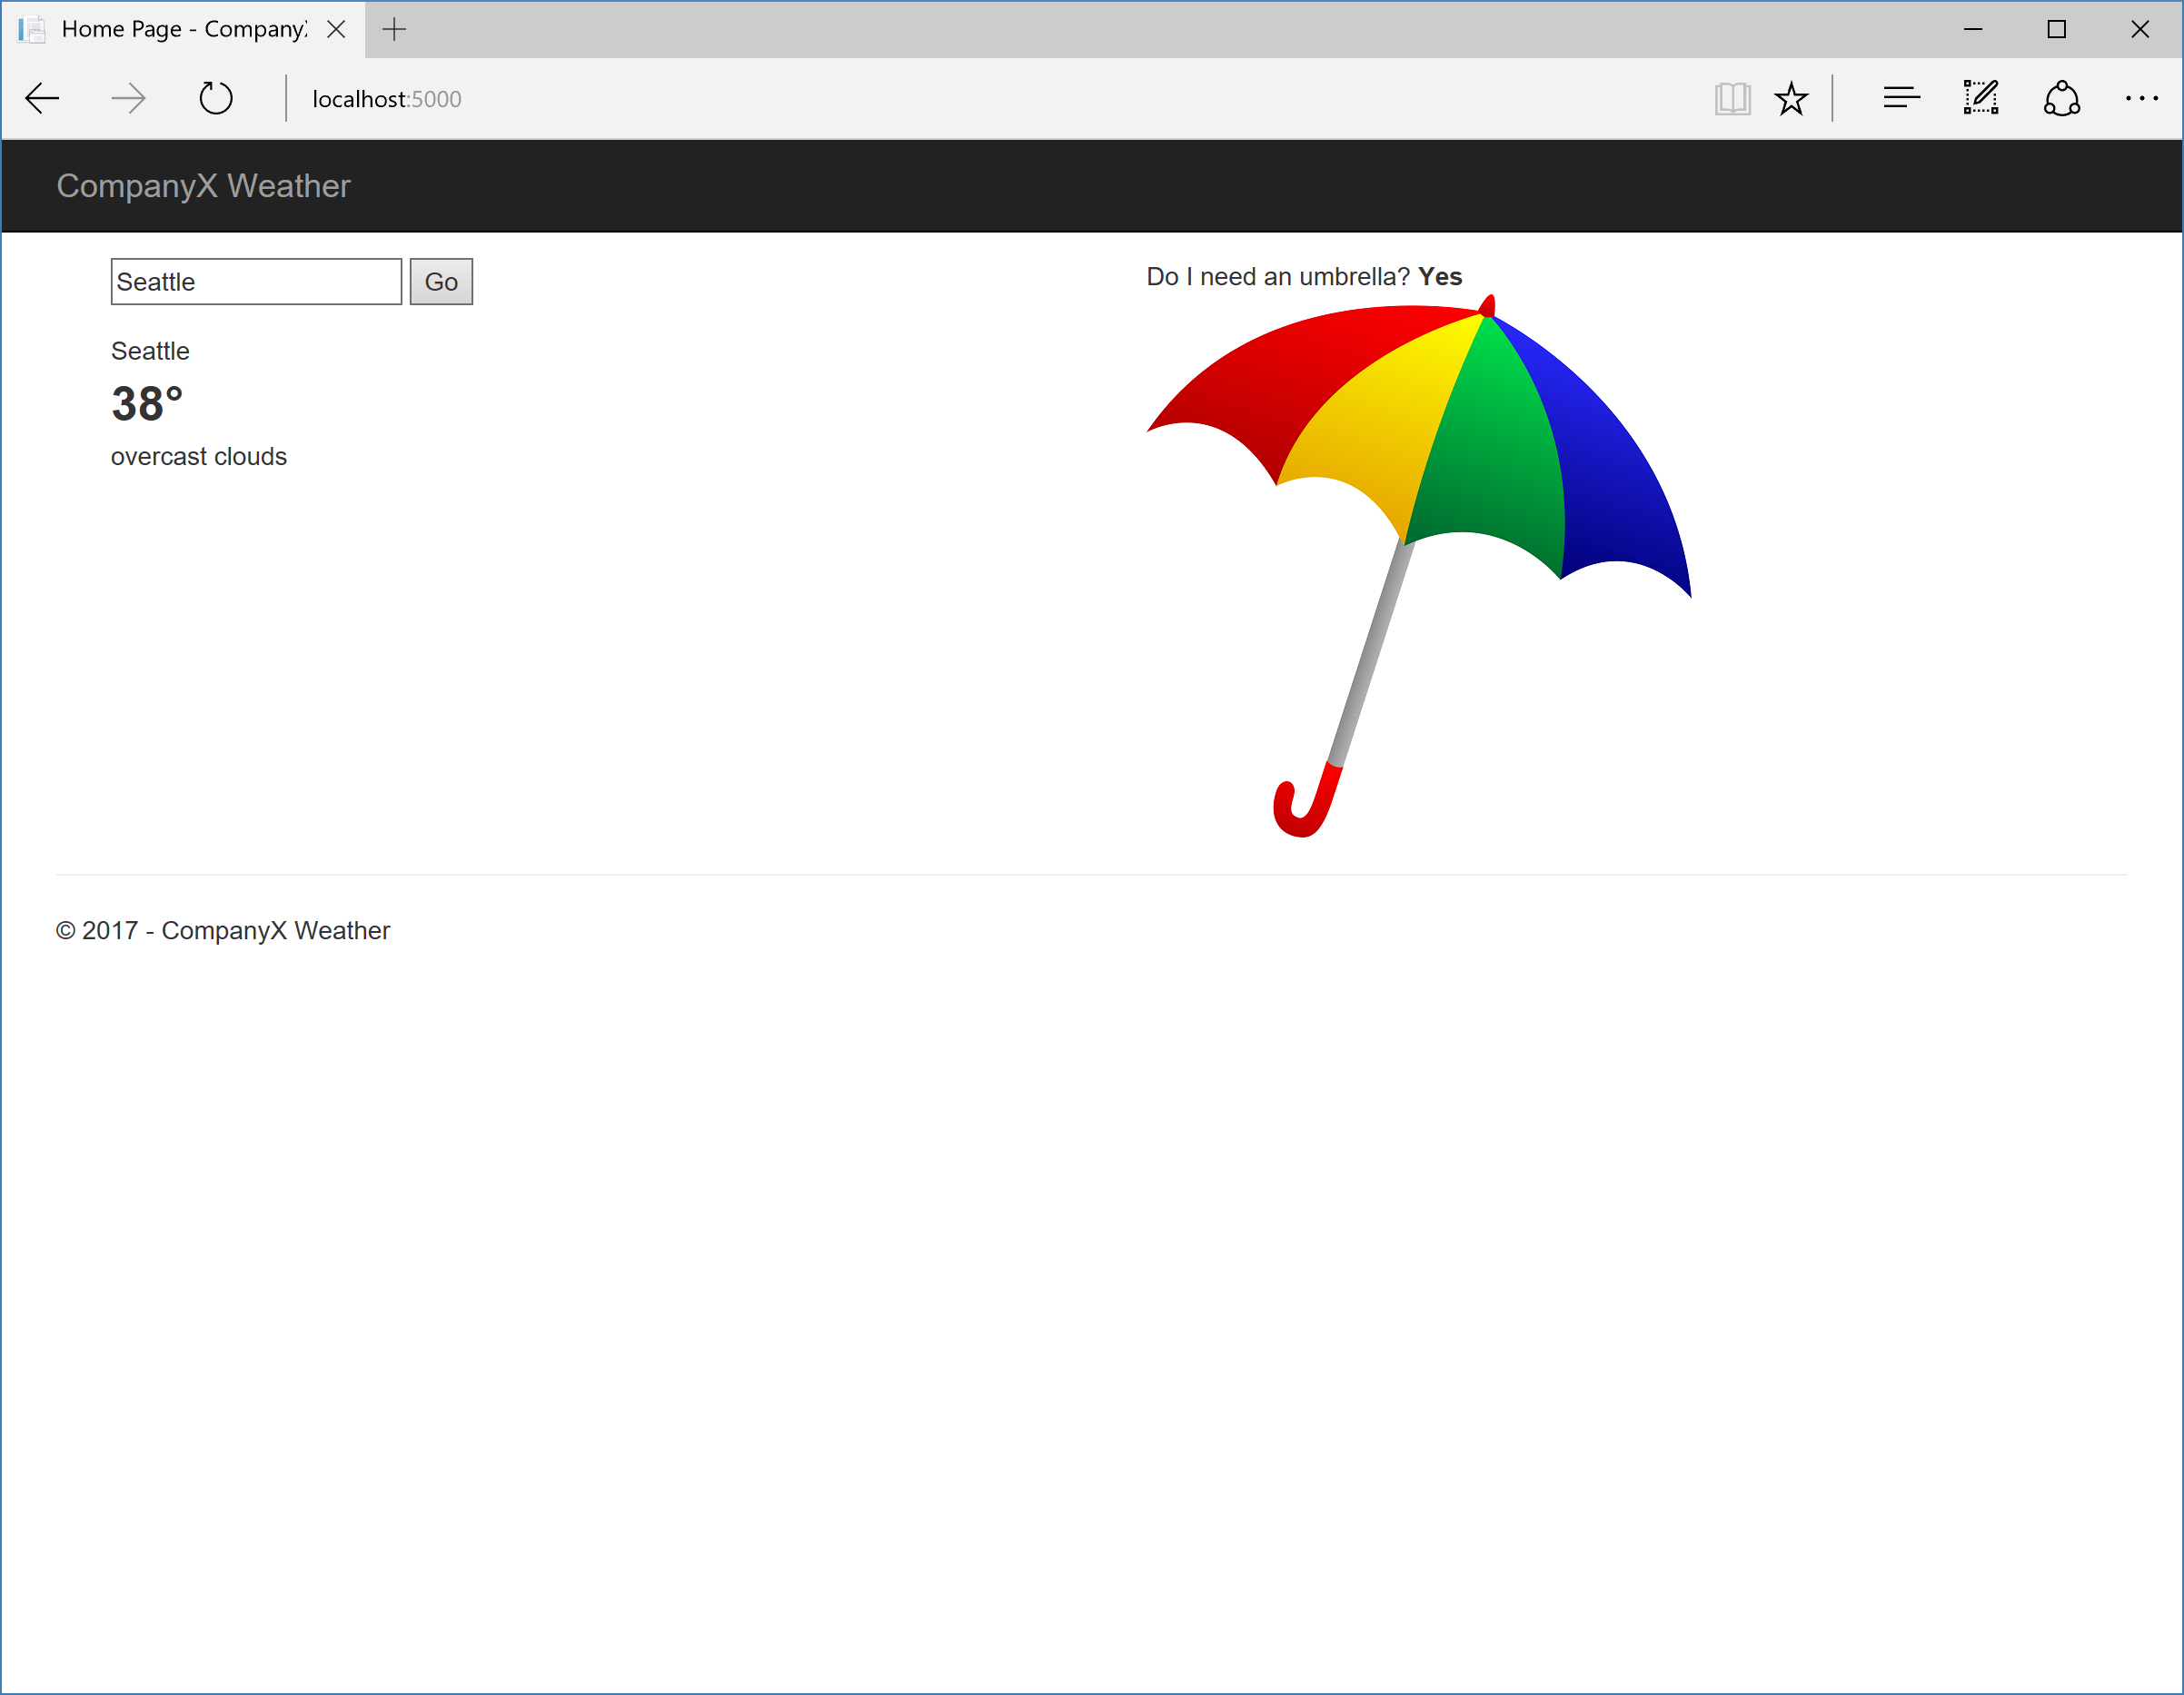 Home Page - Company
localhost:5000
CompanyX Weather
Seattle
Go
Do I need an umbrella? Yes
Seattle
38°
overcast clouds
© 2017 - CompanyX Weather